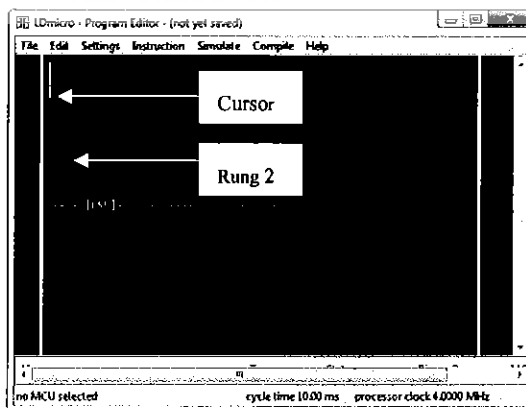 LDmicro - Program Editor - (not yet saved)
File Edit Settings Instruction Simulate Compile Help
Cursor
Rung 2
[END]
no MCU selected cycle time 10.00 ms processor clock 4.0000 MHz